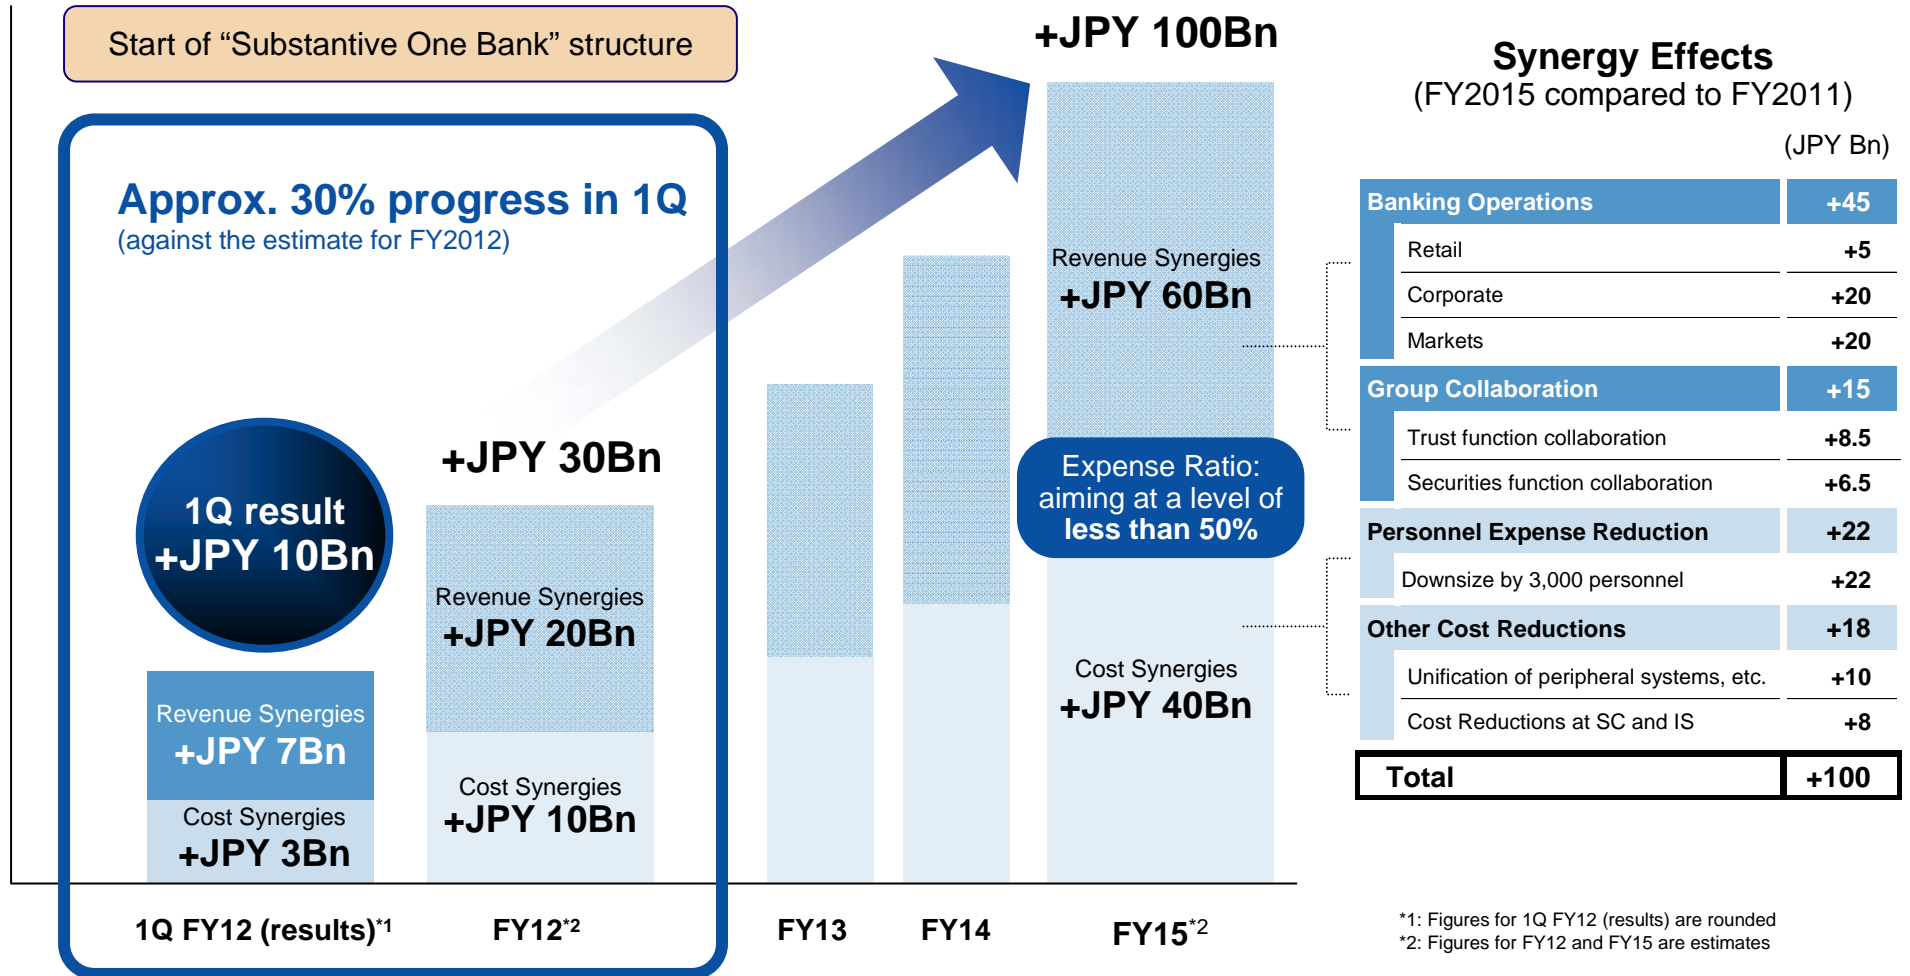 Start of “Substantive One Bank” structure
Approx. 30% progress in 1Q
(against the estimate for FY2012)
1Q result
+JPY 10Bn
Revenue Synergies
+JPY 7Bn
Cost Synergies
+JPY 3Bn
+JPY 30Bn
Revenue Synergies
+JPY 20Bn
Cost Synergies
+JPY 10Bn
+JPY 100Bn
Revenue Synergies
+JPY 60Bn
Expense Ratio:
aiming at a level of
less than 50%
Cost Synergies
+JPY 40Bn
1Q FY12 (results)*1
FY12*2
FY13
FY14
FY15*2
Synergy Effects
(FY2015 compared to FY2011)
(JPY Bn)
Banking Operations +45
Retail +5
Corporate +20
Markets +20
Group Collaboration +15
Trust function collaboration +8.5
Securities function collaboration +6.5
Personnel Expense Reduction +22
Downsize by 3,000 personnel +22
Other Cost Reductions +18
Unification of peripheral systems, etc. +10
Cost Reductions at SC and IS +8
Total +100
*1: Figures for 1Q FY12 (results) are rounded
*2: Figures for FY12 and FY15 are estimates